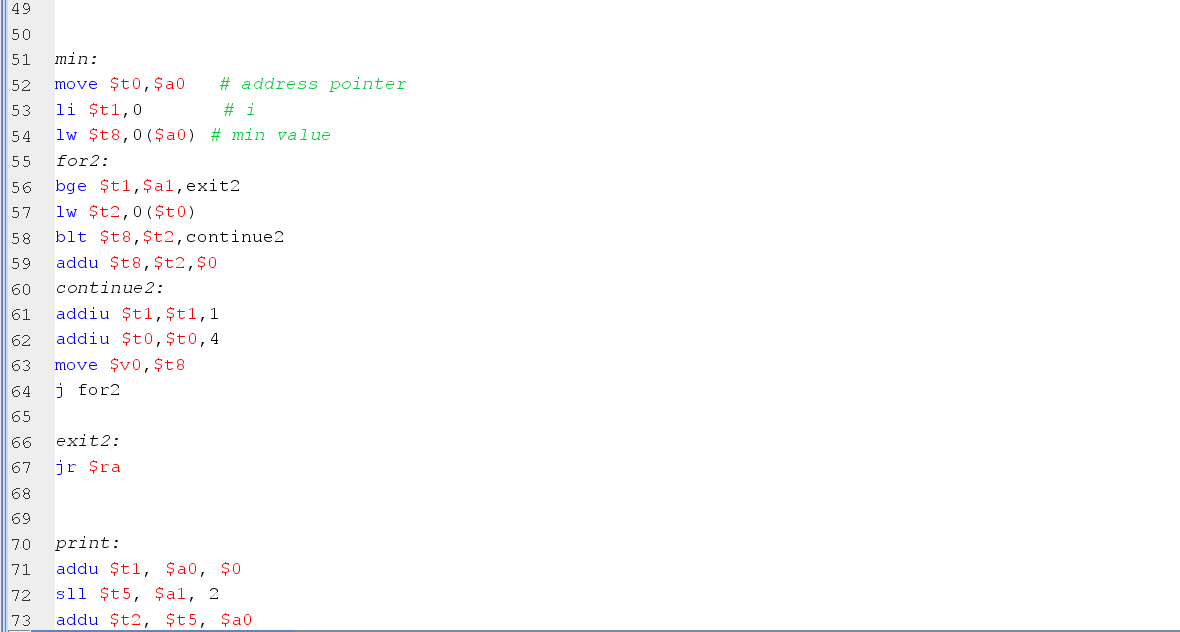 49
50
51 min:
52 move $t0,$a0 # address pointer
53 li $t1,0 # i
54 lw $t8,0($a0) # min value
55 for2:
56 bge $t1,$a1,exit2
57 lw $t2,0($t0)
58 blt $t8,$t2,continue2
59 addu $t8,$t2,$0
60 continue2:
61 addiu $t1,$t1,1
62 addiu $t0,$t0,4
63 move $v0,$t8
64 j for2
65
66 exit2:
67 jr $ra
68
69
70 print:
71 addu $t1, $a0, $0
72 sll $t5, $a1, 2
73 addu $t2, $t5, $a0